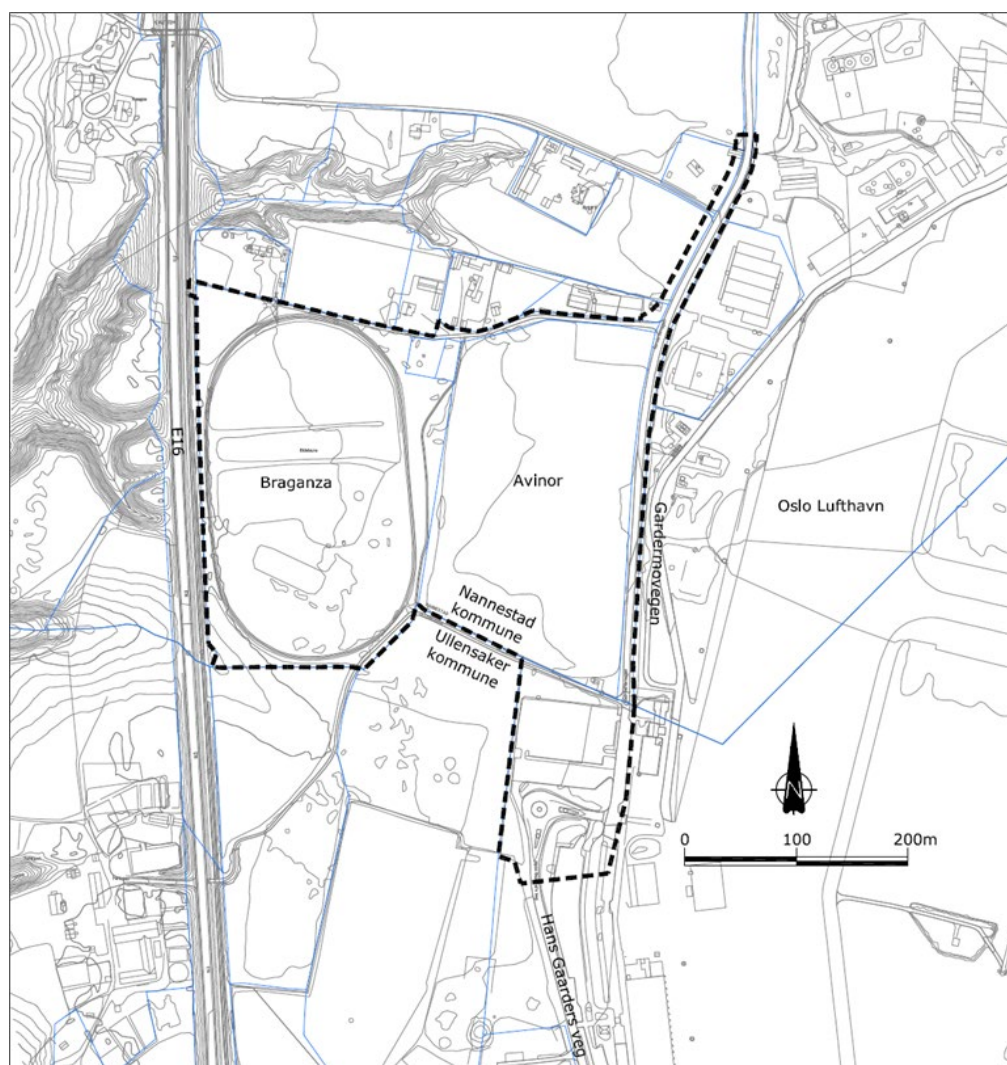 E16
Braganza
Avinor
Oslo Lufthavn
Gardermovegen
Nannestad
kommune
Ullensaker
kommune
N
0 100 200m
Hans Gaarders veg